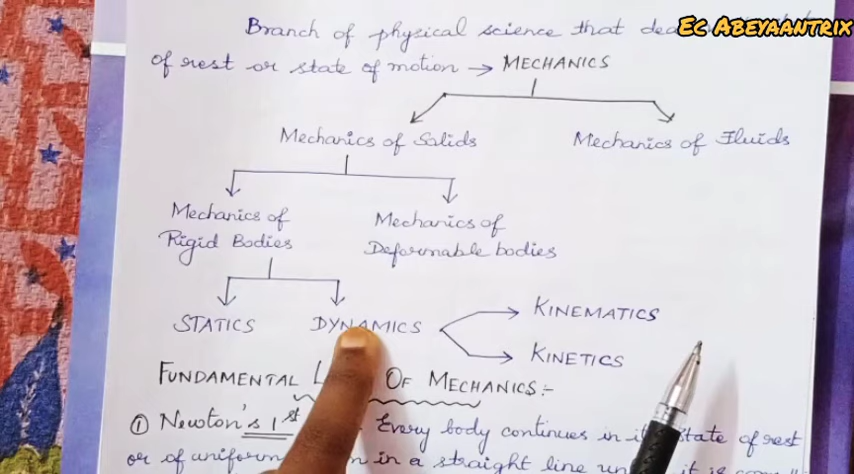 Ec Abeyaantrix
Branch of physical science that
of rest or state of motion → MECHANICS
Mechanics of Solids Mechanics of Fluids
Mechanics of Mechanics of
Rigid Bodies Deformable bodies
KINEMATICS
STATICS DYNAMICS
KINETICS
FUNDAMENTAL OF MECHANICS:-
① Newton's 1st Every body continues in state of rest
or of uniform in a straight line